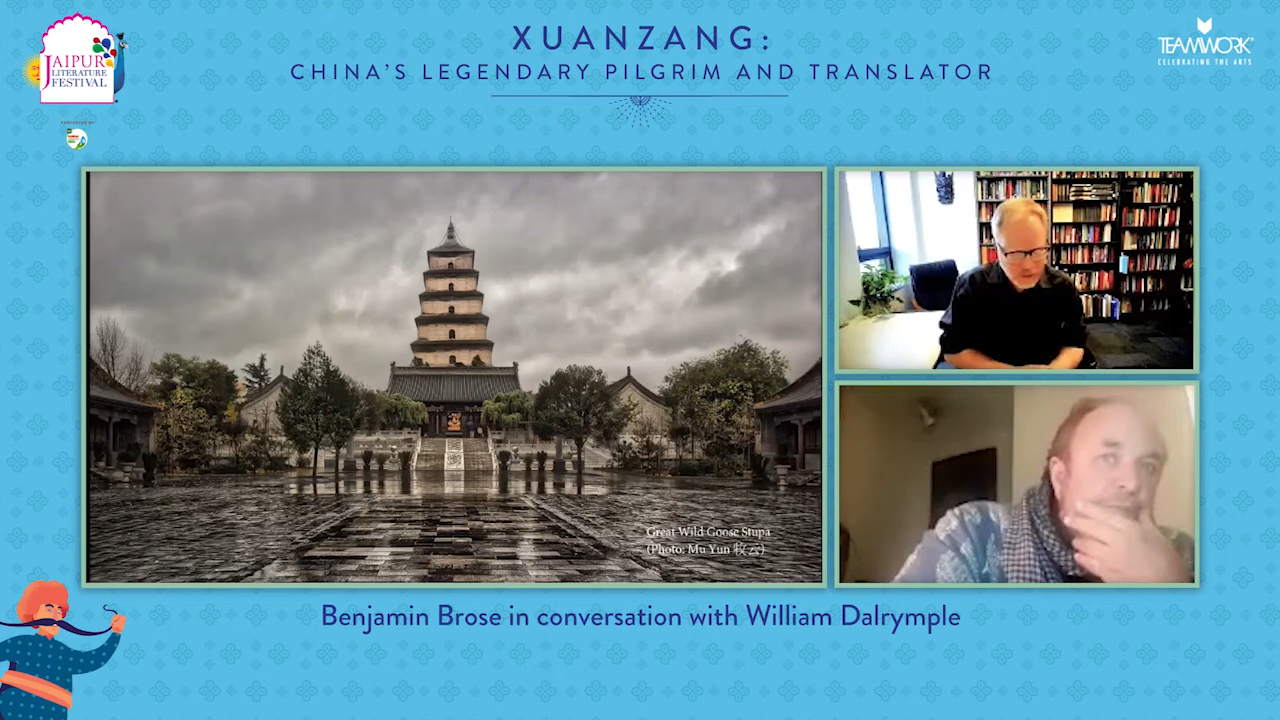 XUANZANG:
CHINA'S LEGENDARY PILGRIM AND TRANSLATOR
JAIPUR
LITERATURE
FESTIVAL
TEAMWORK
CELEBRATING THE ARTS
Great Wild Goose Stupa
(Photo: Mu Yun 牧云)
Benjamin Brose in conversation with William Dalrymple